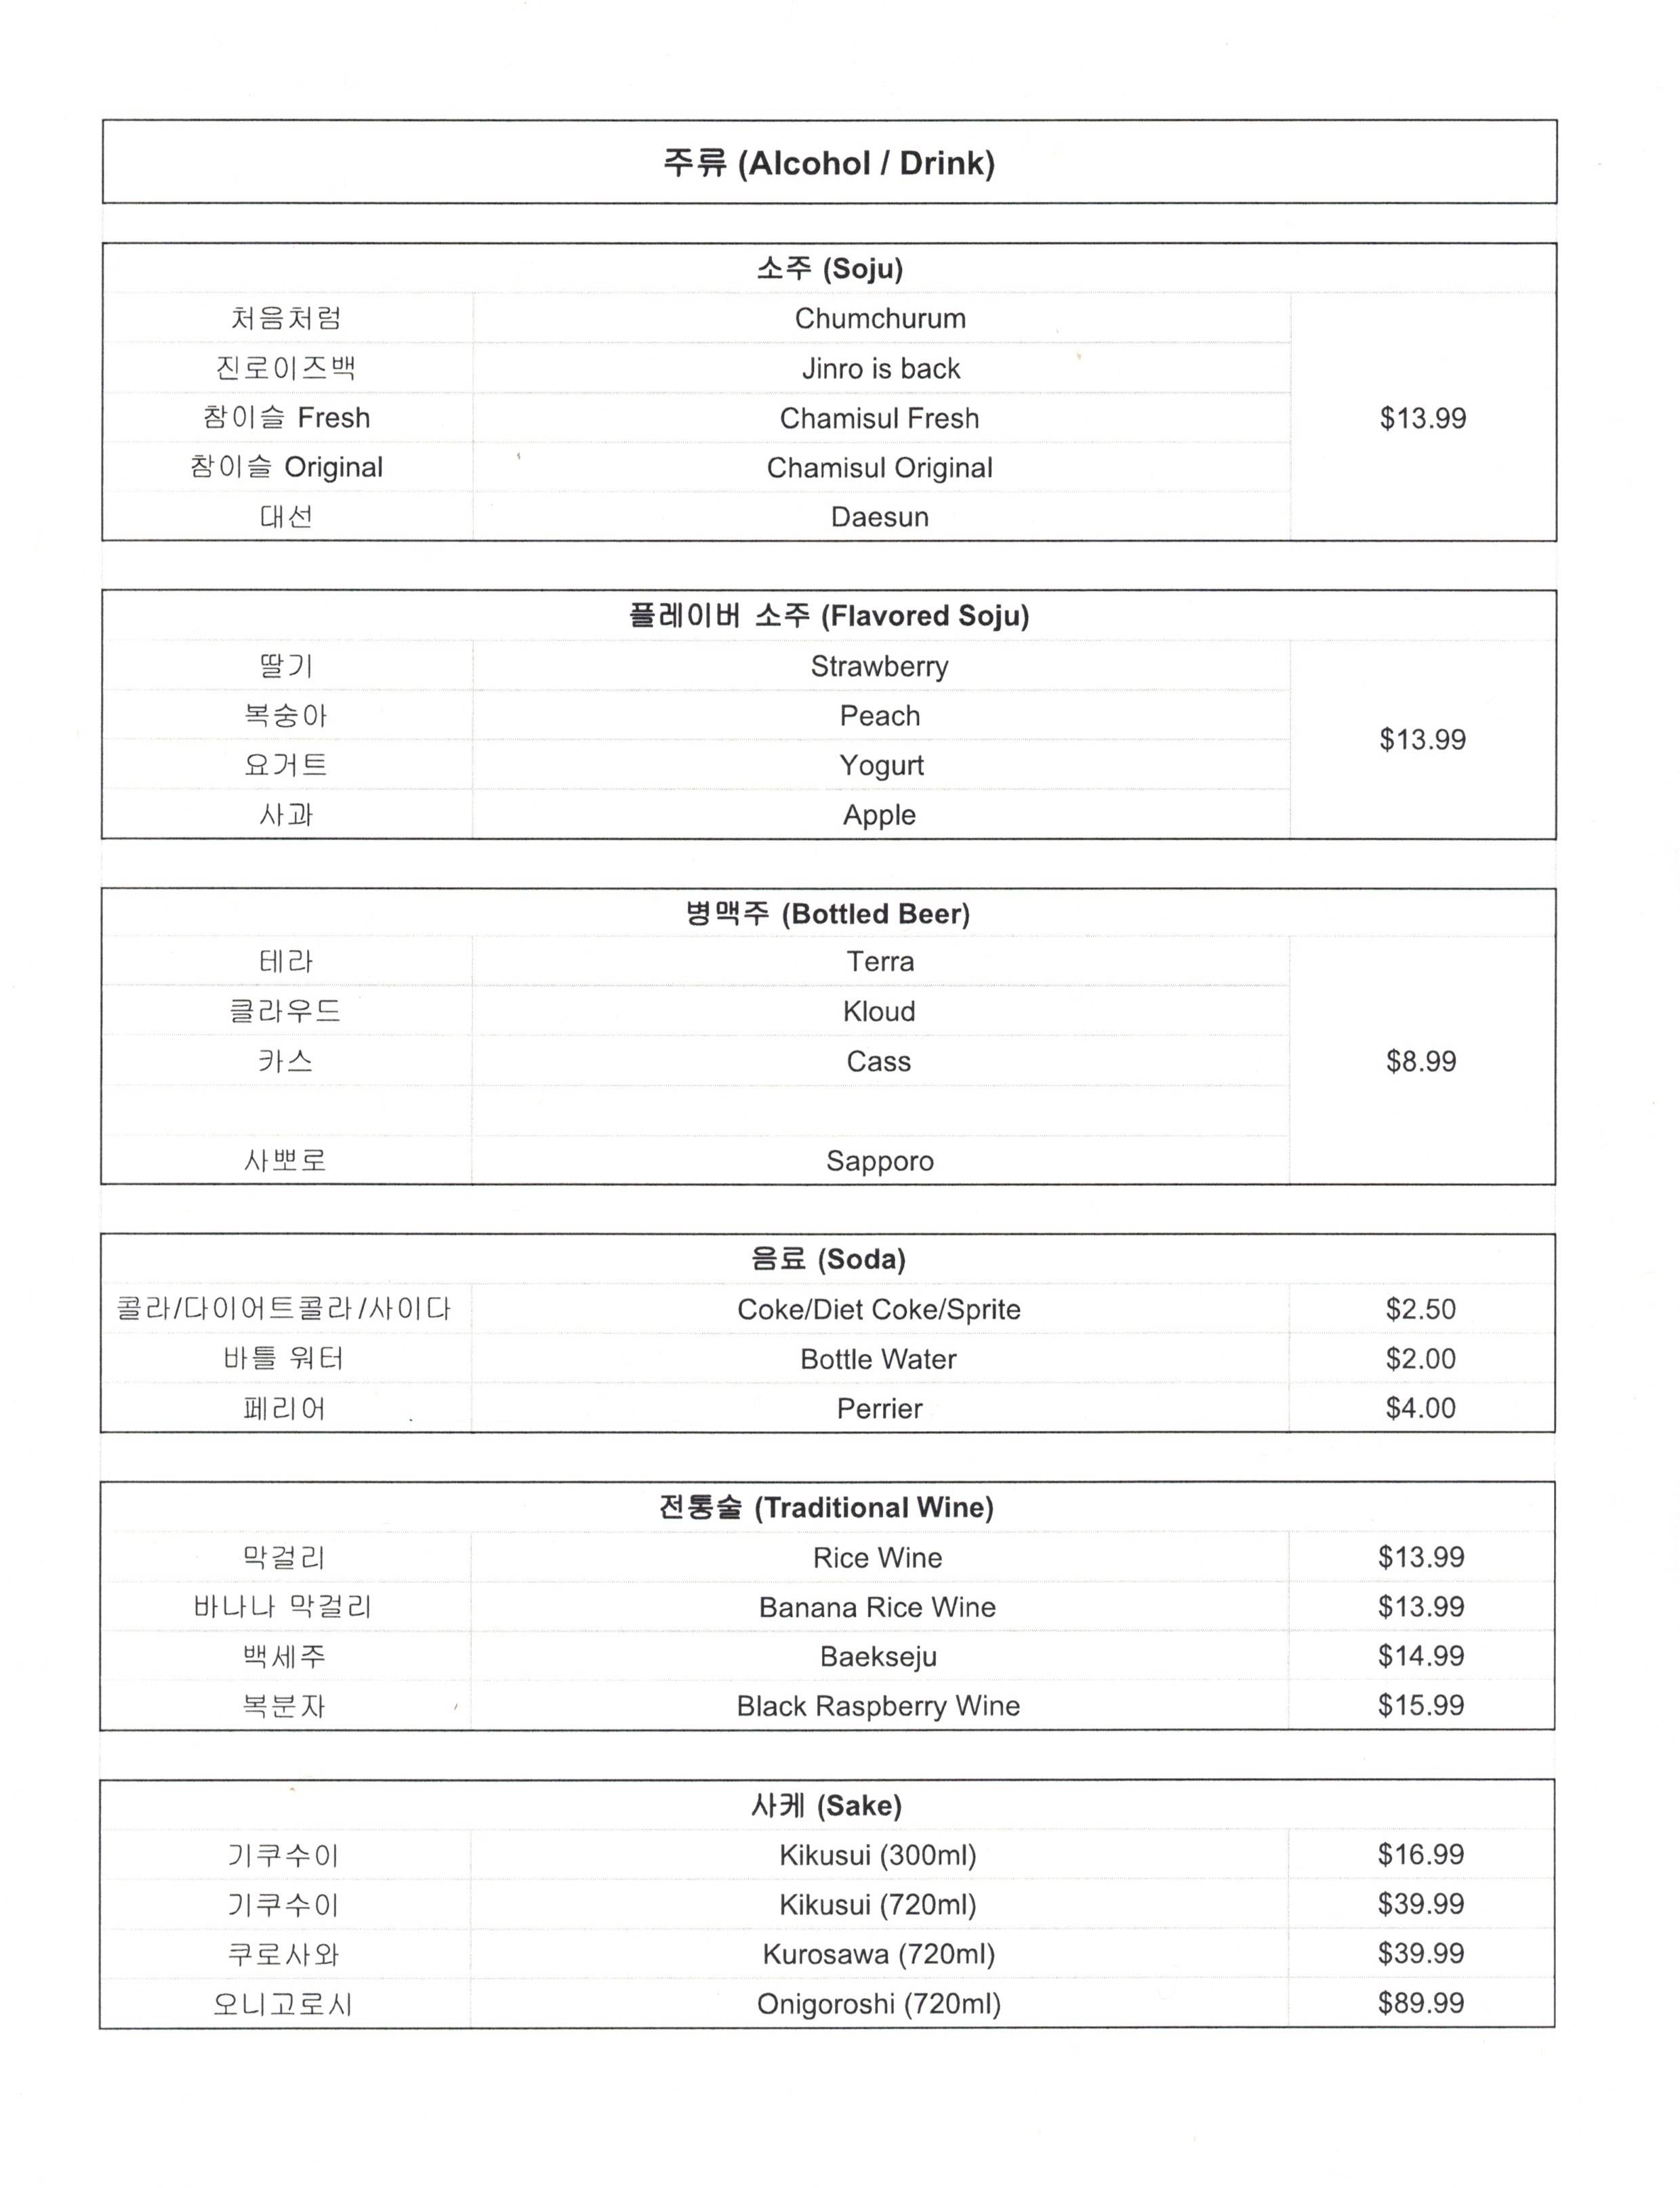 주류 (Alcohol / Drink)
소주 (Soju)
처음처럼 Chumchurum
진로이즈백 Jinro is back
참이슬 Fresh Chamisul Fresh $13.99
참이슬 Original Chamisul Original
대선 Daesun
플레이버 소주 (Flavored Soju)
딸기 Strawberry
복숭아 Peach
$13.99
요거트 Yogurt
사과 Apple
병맥주 (Bottled Beer)
테라 Terra
클라우드 Kloud
카스 Cass $8.99
사뽀로 Sapporo
음료 (Soda)
콜라/다이어트콜라/사이다 Coke/Diet Coke/Sprite $2.50
바틀 워터 Bottle Water $2.00
페리어 Perrier $4.00
전통술 (Traditional Wine)
막걸리 Rice Wine $13.99
바나나 막걸리 Banana Rice Wine $13.99
백세주 Baekseju $14.99
복분자 Black Raspberry Wine $15.99
사케 (Sake)
기쿠수이 Kikusui (300ml) $16.99
기쿠수이 Kikusui (720ml) $39.99
쿠로사와 Kurosawa (720ml) $39.99
오니고로시 Onigoroshi (720ml) $89.99